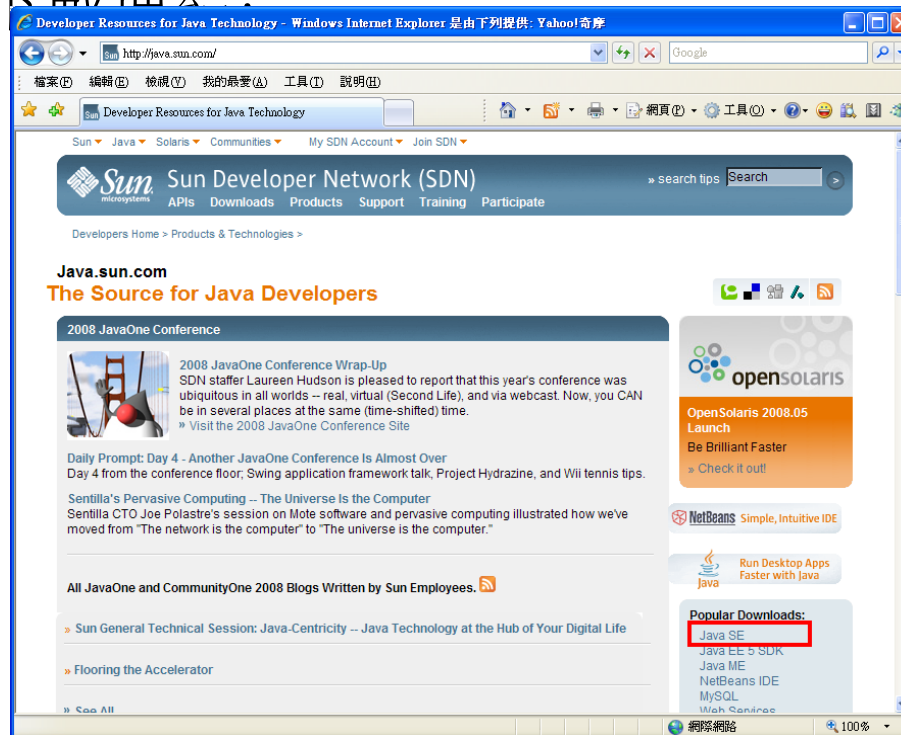 Developer Resources for Java Technology - Windows Internet Explorer 是由下列提供: Yahoo!奇摩
http://java.sun.com/
Google
檔案(F) 編輯(E) 檢視(V) 我的最愛(A) 工具(T) 說明(H)
Developer Resources for Java Technology
網頁(P) 工具(O)
Sun Java Solaris Communities My SDN Account Join SDN
Sun microsystems
Sun Developer Network (SDN)
» search tips Search
APIs Downloads Products Support Training Participate
Developers Home > Products & Technologies >
Java.sun.com
The Source for Java Developers
2008 JavaOne Conference
2008 JavaOne Conference Wrap-Up
SDN staffer Laureen Hudson is pleased to report that this year's conference was
ubiquitous in all worlds -- real, virtual (Second Life), and via webcast. Now, you CAN
be in several places at the same (time-shifted) time.
» Visit the 2008 JavaOne Conference Site
Daily Prompt: Day 4 - Another JavaOne Conference Is Almost Over
Day 4 from the conference floor; Swing application framework talk, Project Hydrazine, and Wii tennis tips.
Sentilla's Pervasive Computing -- The Universe Is the Computer
Sentilla CTO Joe Polastre's session on Mote software and pervasive computing illustrated how we've
moved from "The network is the computer" to "The universe is the computer."
All JavaOne and CommunityOne 2008 Blogs Written by Sun Employees.
» Sun General Technical Session: Java-Centricity -- Java Technology at the Hub of Your Digital Life
» Flooring the Accelerator
» See All
opensolaris
OpenSolaris 2008.05
Launch
Be Brilliant Faster
» Check it out!
NetBeans Simple, Intuitive IDE
Java
Run Desktop Apps
Faster with Java
Popular Downloads:
Java SE
Java EE 5 SDK
Java ME
NetBeans IDE
MySQL
Web Services
網際網路 100%